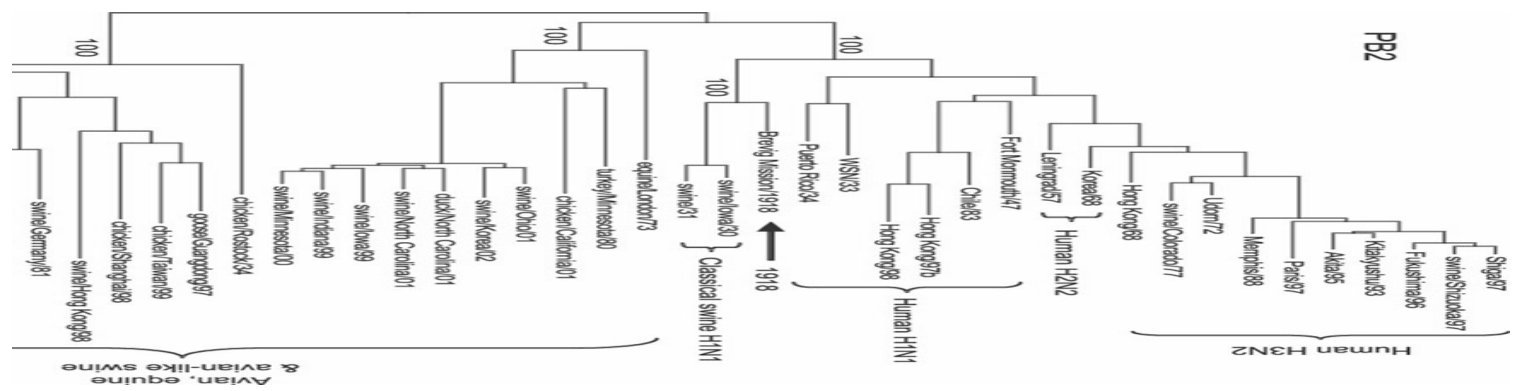 PB2
Shiga/97
swine/Shizuoka/97
Fukushima/96
Kitakyushu/93
Akita/95
Paris/97
Memphis/88
Human H3N2
Udorn/72
swine/Colorado/77
Hong Kong/68
Korea/68
Human H2N2
Leningrad/57
Fort Monmouth/47
Chile/83
Hong Kong/97b
Human H1N1
Hong Kong/98
100
WSN/33
Puerto Rico/34
Brevig Mission/1918
1918
100
swine/Iowa/30
Classical swine H1N1
swine/31
equine/London/73
turkey/Minnesota/80
100
chicken/California/01
swine/Ohio/01
swine/Korea/02
duck/North Carolina/01
swine/North Carolina/01
swine/Iowa/99
swine/Indiana/99
swine/Minnesota/00
chicken/Rostock/34
Avian, equine
& avian-like swine
goose/Guangdong/97
chicken/Taiwan/99
chicken/Shanghai/98
100
swine/Hong Kong/98
swine/Germany/81